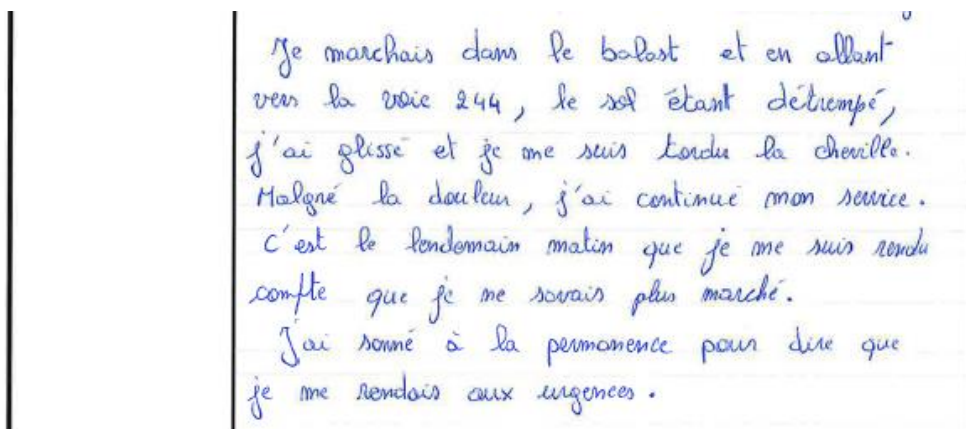 Je marchais dans le balast et en allant
vers la voie 244, le sol étant détrempé,
j'ai glissé et je me suis tordu la cheville.
Malgré la douleur, j'ai continué mon service.
C'est le lendemain matin que je me suis rendu
compte que je ne savais plus marché.
J'ai sonné à la permanence pour dire que
je me rendais aux urgences.